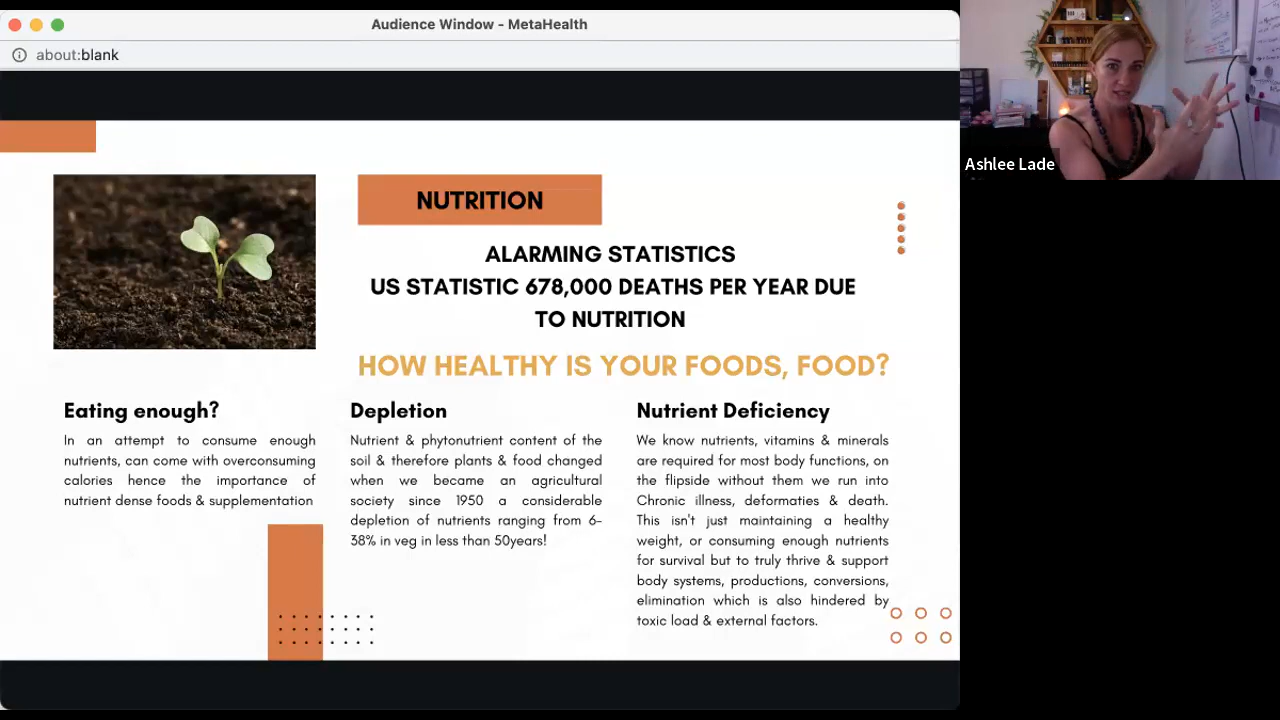 Audience Window - MetaHealth
about:blank
Ashlee Lade
NUTRITION
ALARMING STATISTICS
US STATISTIC 678,000 DEATHS PER YEAR DUE
TO NUTRITION
HOW HEALTHY IS YOUR FOODS, FOOD?
Eating enough?
In an attempt to consume enough
nutrients, can come with overconsuming
calories hence the importance of
nutrient dense foods & supplementation
Depletion
Nutrient & phytonutrient content of the
soil & therefore plants & food changed
when we became an agricultural
society since 1950 a considerable
depletion of nutrients ranging from 6-
38% in veg in less than 50years!
Nutrient Deficiency
We know nutrients, vitamins & minerals
are required for most body functions, on
the flipside without them we run into
Chronic illness, deformaties & death.
This isn't just maintaining a healthy
weight, or consuming enough nutrients
for survival but to truly thrive & support
body systems, productions, conversions,
elimination which is also hindered by
toxic load & external factors.